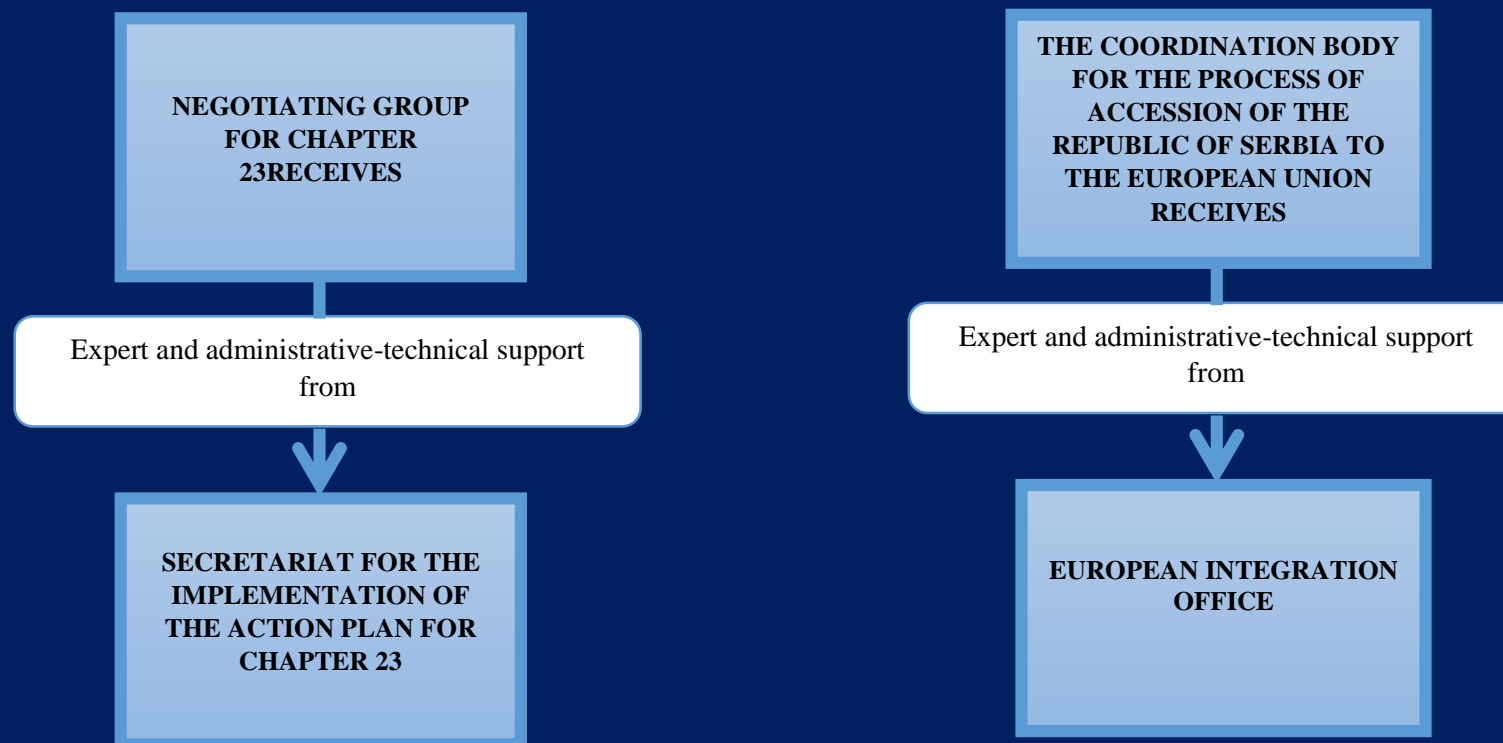 NEGOTIATING GROUP
FOR CHAPTER
23RECEIVES
Expert and administrative-technical support
from
SECRETARIAT FOR THE
IMPLEMENTATION OF
THE ACTION PLAN FOR
CHAPTER 23
THE COORDINATION BODY
FOR THE PROCESS OF
ACCESSION OF THE
REPUBLIC OF SERBIA TO
THE EUROPEAN UNION
RECEIVES
Expert and administrative-technical support
from
EUROPEAN INTEGRATION
OFFICE